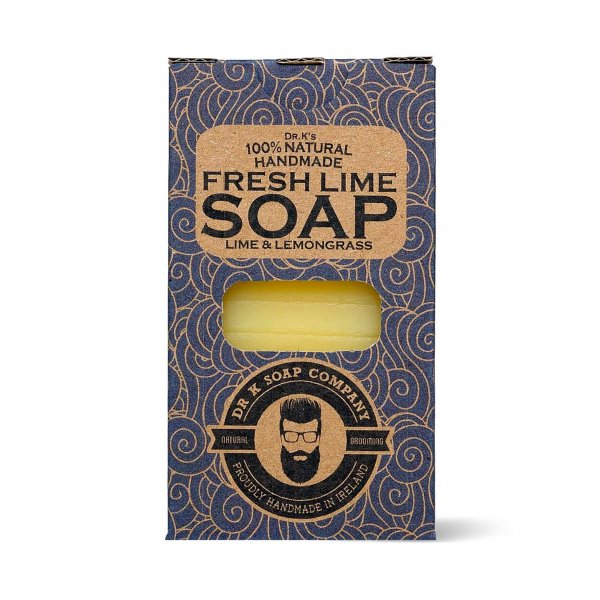 DR.K's
100% NATURAL
HANDMADE
FRESH LIME
SOAP
LIME & LEMONGRASS
DR K SOAP COMPANY
NATURAL
GROOMING
PROUDLY HANDMADE IN IRELAND